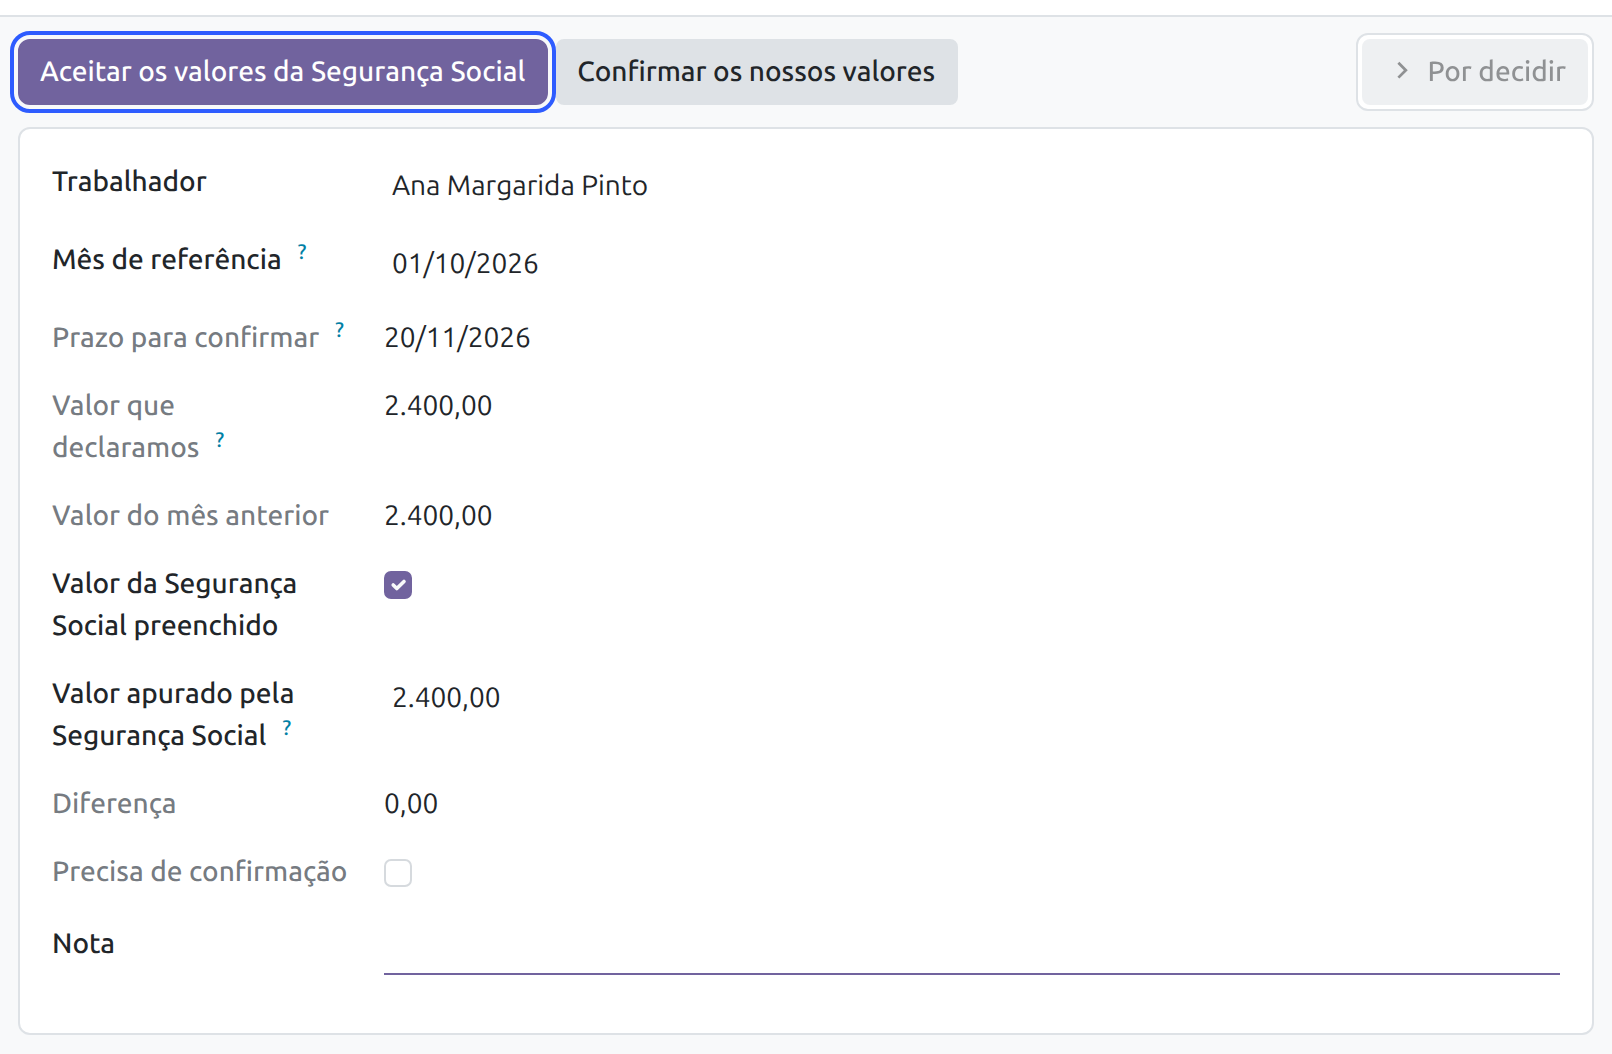 Aceitar os valores da Segurança Social
Confirmar os nossos valores
Por decidir
Trabalhador
Ana Margarida Pinto
Mês de referência ?
01/10/2026
Prazo para confirmar ?
20/11/2026
Valor que
declaramos ?
2.400,00
Valor do mês anterior
2.400,00
Valor da Segurança
Social preenchido
Valor apurado pela
Segurança Social ?
2.400,00
Diferença
0,00
Precisa de confirmação
Nota